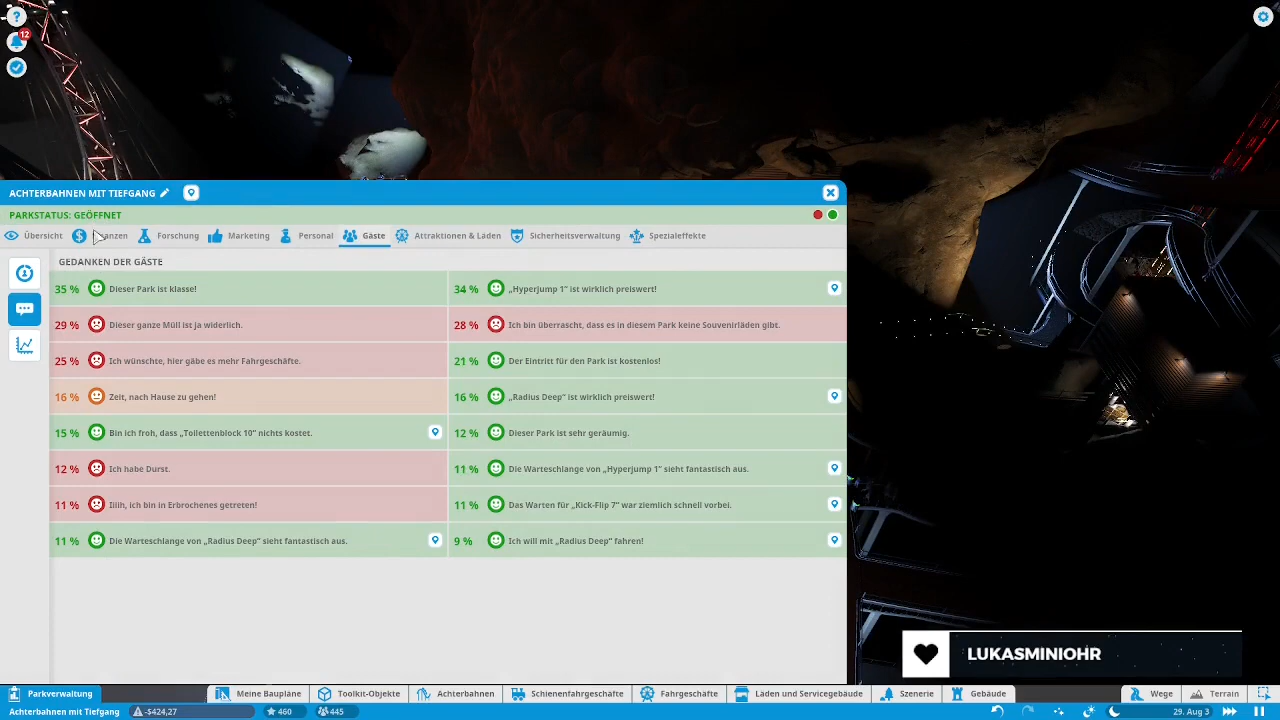 ?
12
ACHTERBAHNEN MIT TIEFGANG
PARKSTATUS: GEÖFFNET
Übersicht
Forschung
Marketing
Personal
Gäste
Attraktionen & Läden
Sicherheitsverwaltung
Spezialeffekte
GEDANKEN DER GÄSTE
35 % Dieser Park ist klasse!
34 % „Hyperjump 1“ ist wirklich preiswert!
29 % Dieser ganze Müll ist ja widerlich.
28 % Ich bin überrascht, dass es in diesem Park keine Souvenirläden gibt.
25 % Ich wünschte, hier gäbe es mehr Fahrgeschäfte.
21 % Der Eintritt für den Park ist kostenlos!
16 % Zeit, nach Hause zu gehen!
16 % „Radius Deep“ ist wirklich preiswert!
15 % Bin ich froh, dass „Toilettenblock 10“ nichts kostet.
12 % Dieser Park ist sehr geräumig.
12 % Ich habe Durst.
11 % Die Warteschlange von „Hyperjump 1“ sieht fantastisch aus.
11 % Iiiih, ich bin in Erbrochenes getreten!
11 % Das Warten für „Kick-Flip 7“ war ziemlich schnell vorbei.
11 % Die Warteschlange von „Radius Deep“ sieht fantastisch aus.
9 % Ich will mit „Radius Deep“ fahren!
LUKASMINIOHR
Parkverwaltung
Meine Baupläne
Toolkit-Objekte
Achterbahnen
Schienenfahrgeschäfte
Fahrgeschäfte
Läden und Servicegebäude
Szenerie
Gebäude
Wege
Terrain
Achterbahnen mit Tiefgang
-$424,27
460
445
29. Aug 3